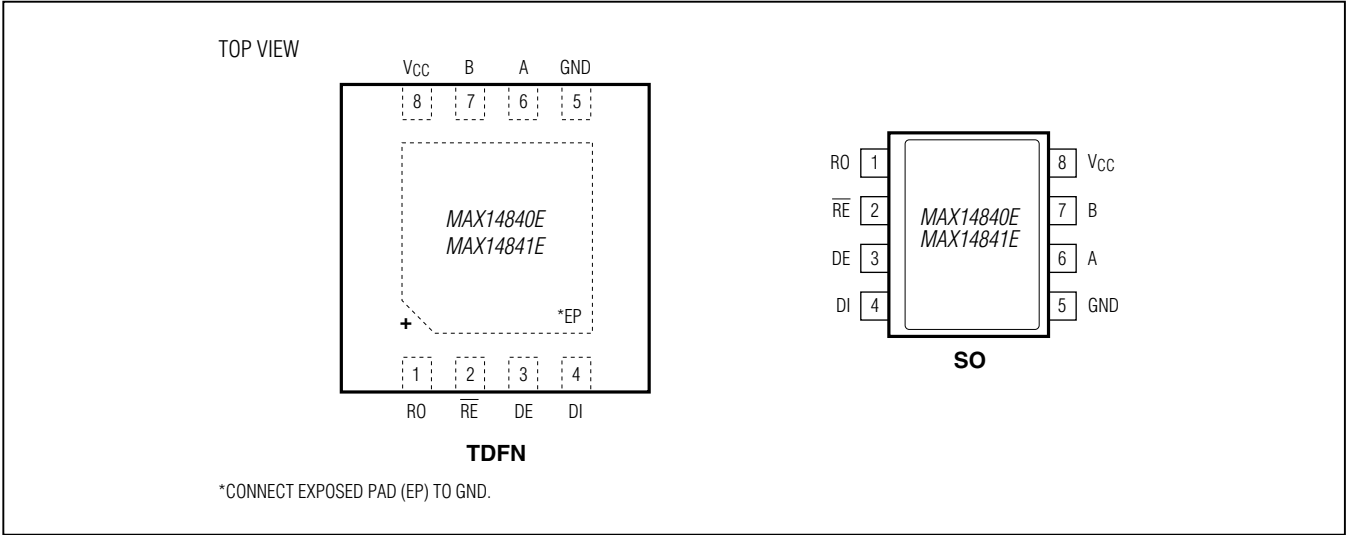 TOP VIEW
VCC B A GND
8 7 6 5
MAX14840E
MAX14841E
+
*EP
1 2 3 4
RO R̅E̅ DE DI
TDFN
*CONNECT EXPOSED PAD (EP) TO GND.
RO 1 8 VCC
R̅E̅ 2 7 B
DE 3 6 A
DI 4 5 GND
MAX14840E
MAX14841E
SO